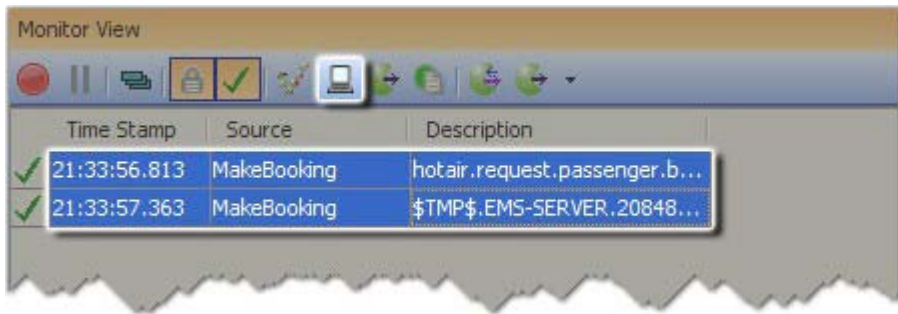 Monitor View
Time Stamp Source Description
21:33:56.813 MakeBooking hotair.request.passenger.b...
21:33:57.363 MakeBooking $TMP$.EMS-SERVER.20848...